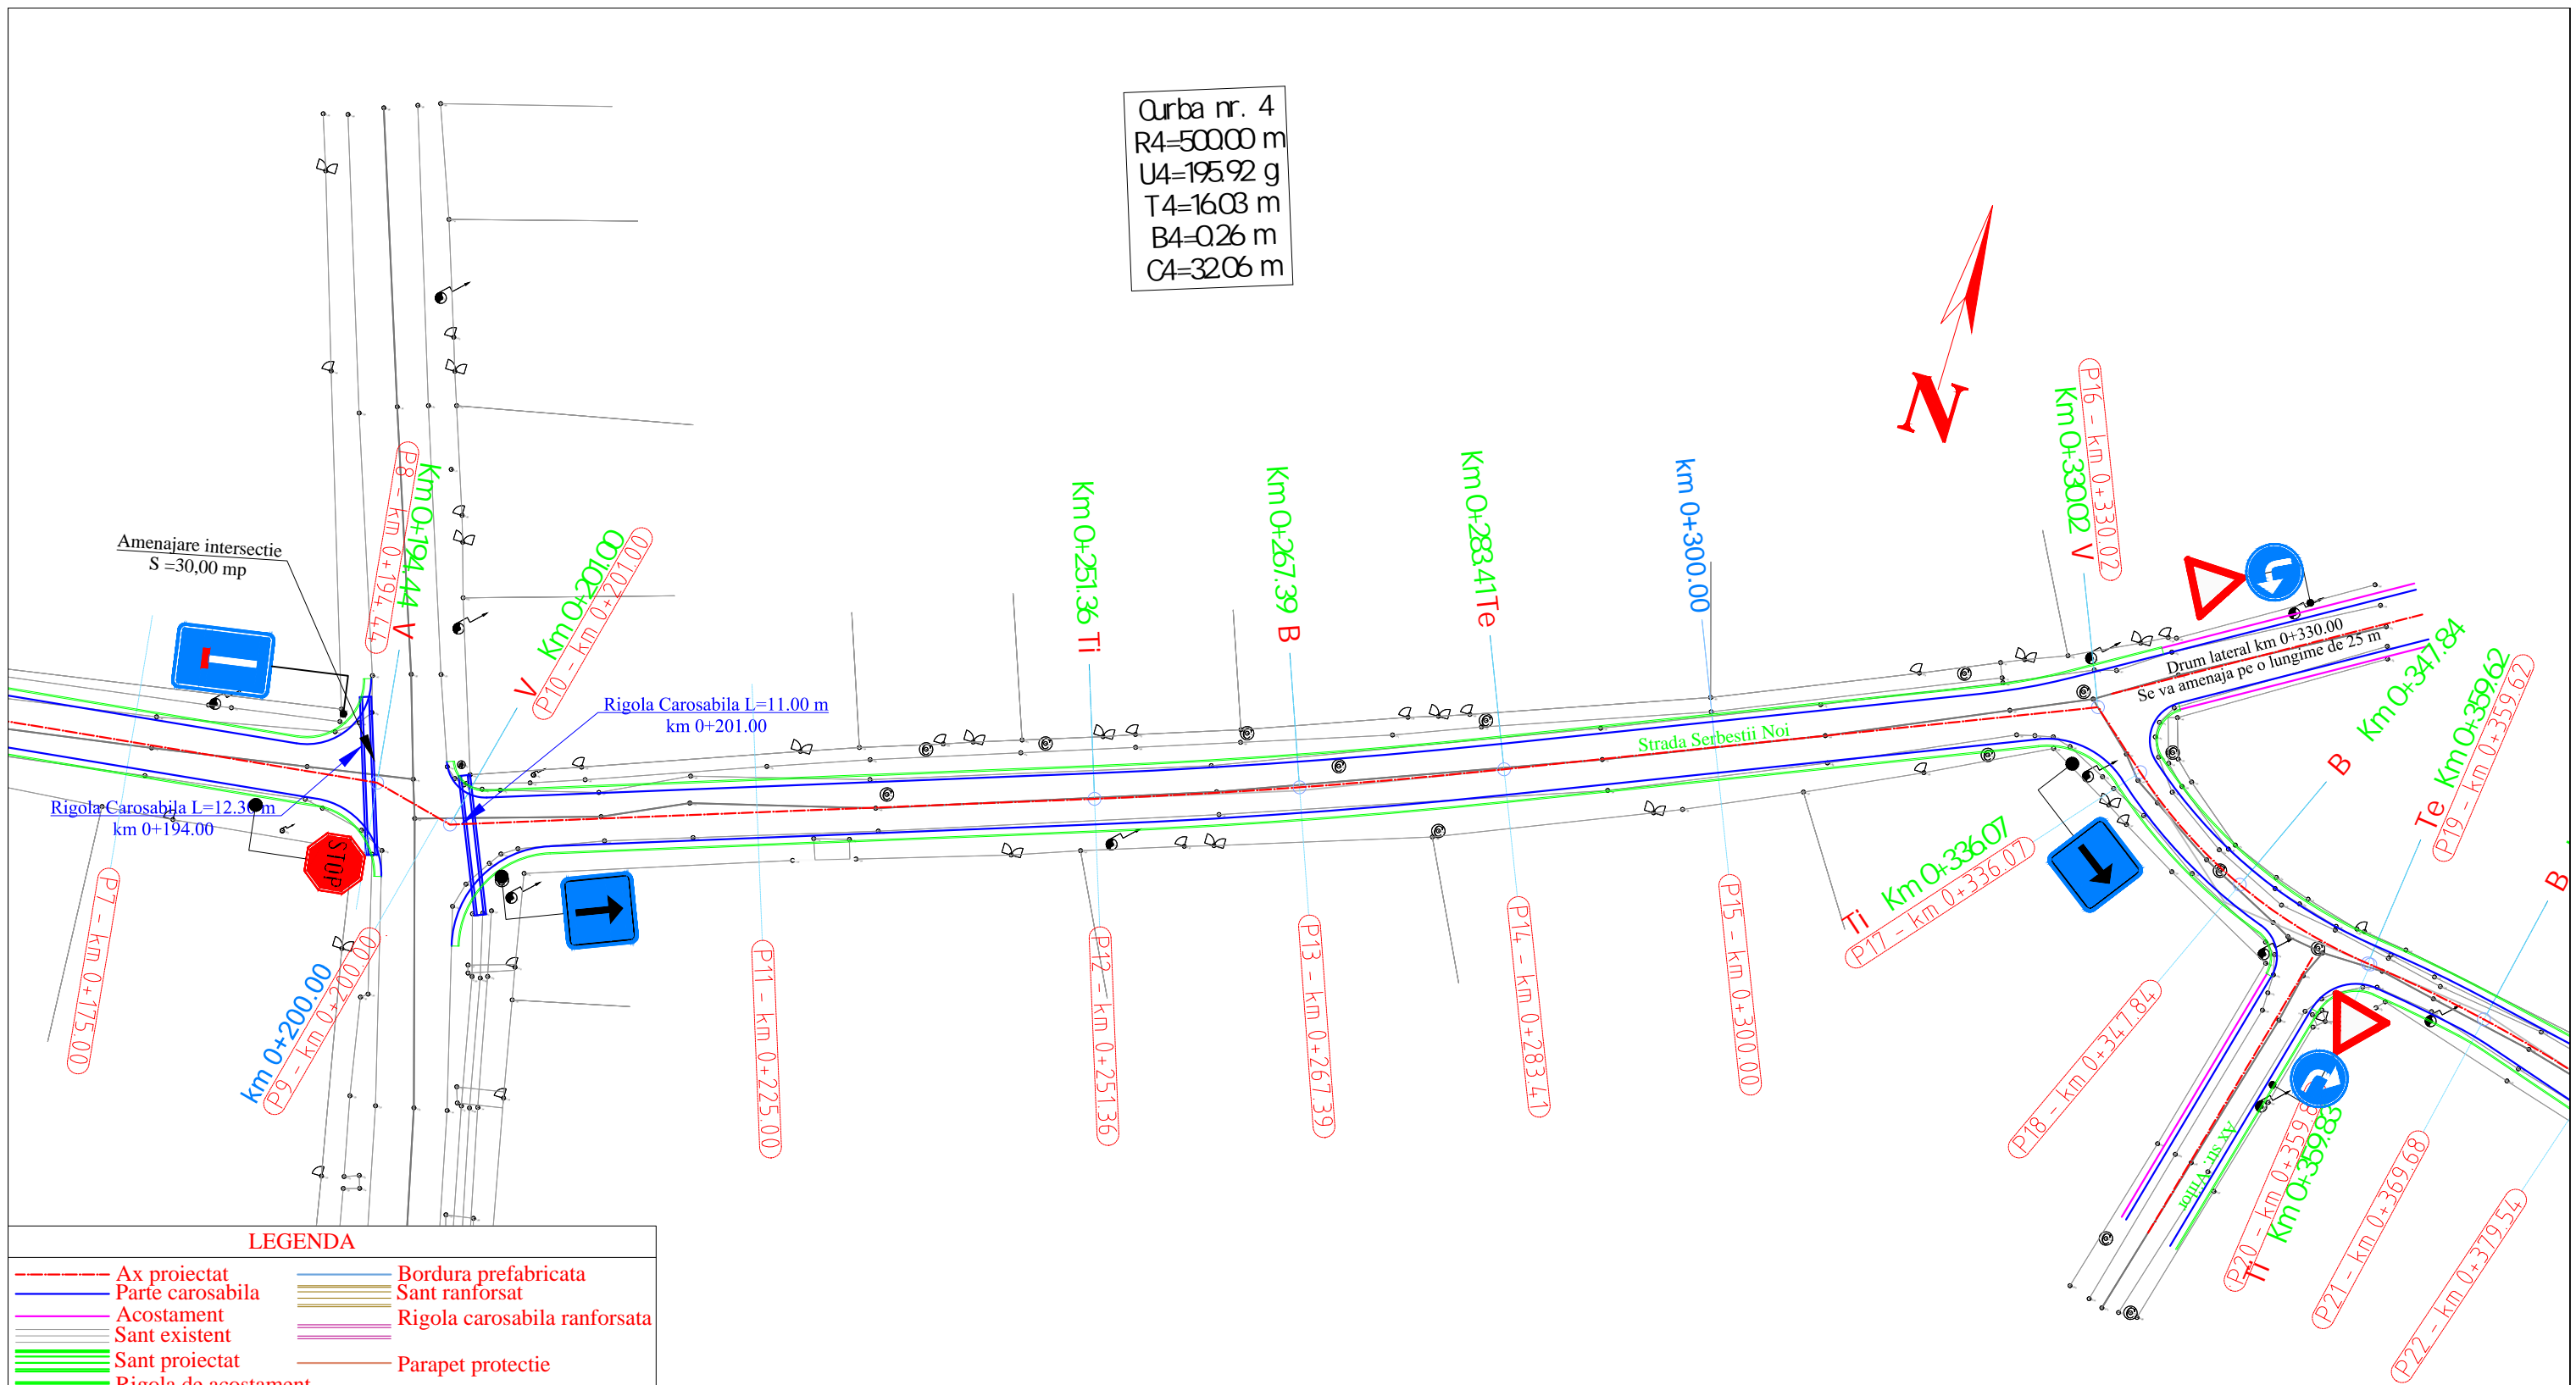 Curba nr. 4
R4=500.00 m
U4=195.92 g
T4=16.03 m
B4=0.26 m
C4=32.06 m
N
Amenajare intersectie
S =30,00 mp
P8 - km 0+194.44
Km 0+194.44
V
Km 0+201.00
V
P10 - km 0+201.00
Rigola Carosabila L=11.00 m
km 0+201.00
Rigola Carosabila L=12.30 m
km 0+194.00
STOP
P7 - km 0+175.00
km 0+200.00
P9 - km 0+200.00
P11 - km 0+225.00
Km 0+251.36 Ti
P12 - km 0+251.36
Km 0+267.39 B
P13 - km 0+267.39
Km 0+283.41 Te
P14 - km 0+283.41
km 0+300.00
P15 - km 0+300.00
Strada Serbestii Noi
Km 0+330.02 V
P16 - km 0+330.02
Drum lateral km 0+330.00
Se va amenaja pe o lungime de 25 m
Ti
Km 0+336.07
P17 - km 0+336.07
B
Km 0+347.84
P18 - km 0+347.84
Te
Km 0+359.62
P19 - km 0+359.62
B
Ax str. Viilor
Ti
Km 0+359.83
P21 - km 0+369.68
P22 - km 0+379.54
LEGENDA
Ax proiectat
Parte carosabila
Acostament
Sant existent
Sant proiectat
Rigola de acostament
Bordura prefabricata
Sant ranforsat
Rigola carosabila ranforsata
Parapet protectie